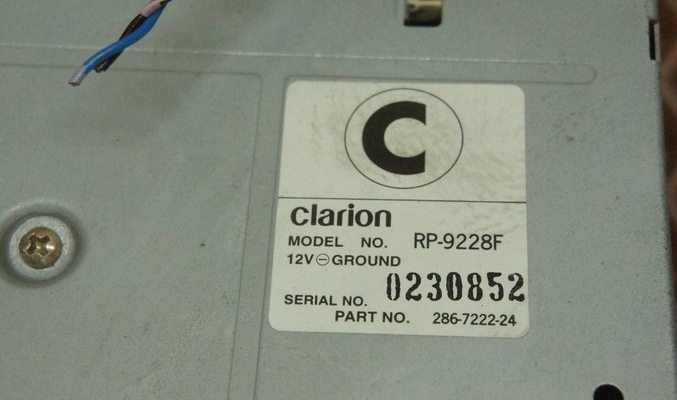 C
clarion
MODEL NO. RP-9228F
12V⊖GROUND
SERIAL NO. 0230852
PART NO. 286-7222-24